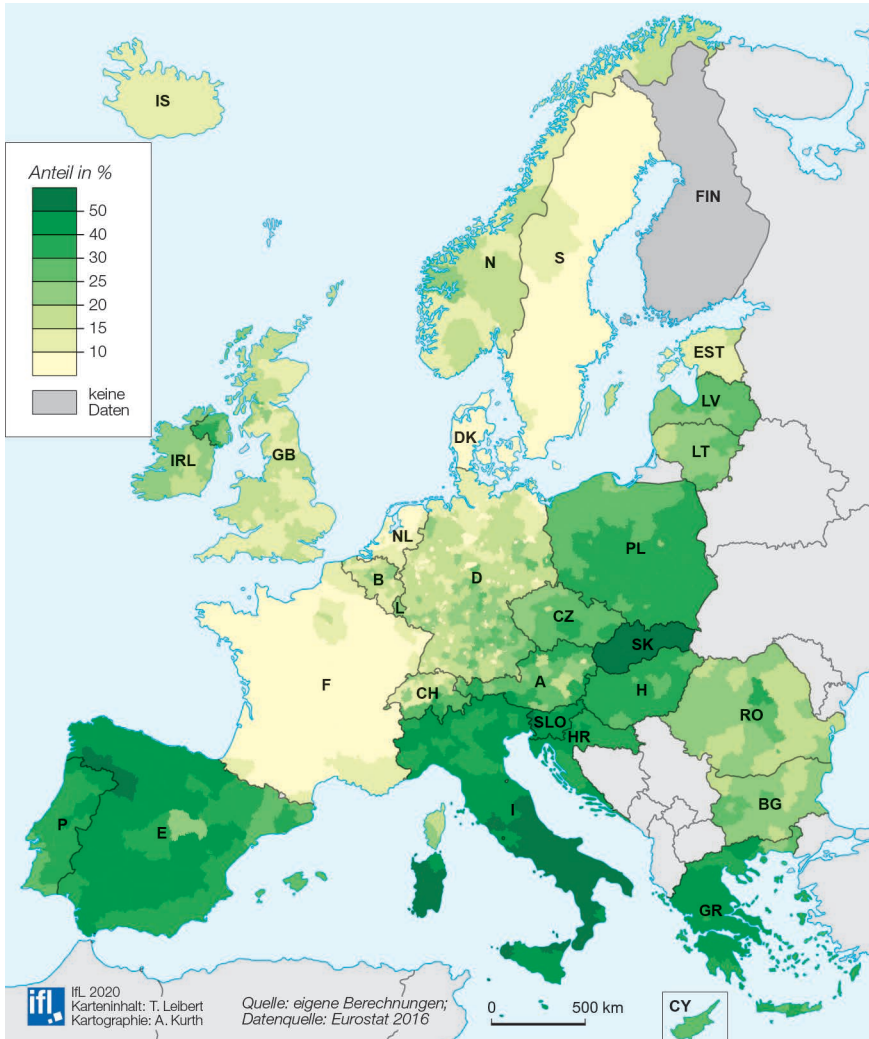 IS
Anteil in %
50
40
30
25
20
15
10
keine
Daten
FIN
N
S
EST
LV
LT
DK
IRL
GB
NL
PL
B
D
L
CZ
SK
F
CH
A
H
RO
SLO
HR
P
E
I
BG
GR
CY
ifl
IfL 2020
Karteninhalt: T. Leibert
Kartographie: A. Kurth
Quelle: eigene Berechnungen;
Datenquelle: Eurostat 2016
0 500 km